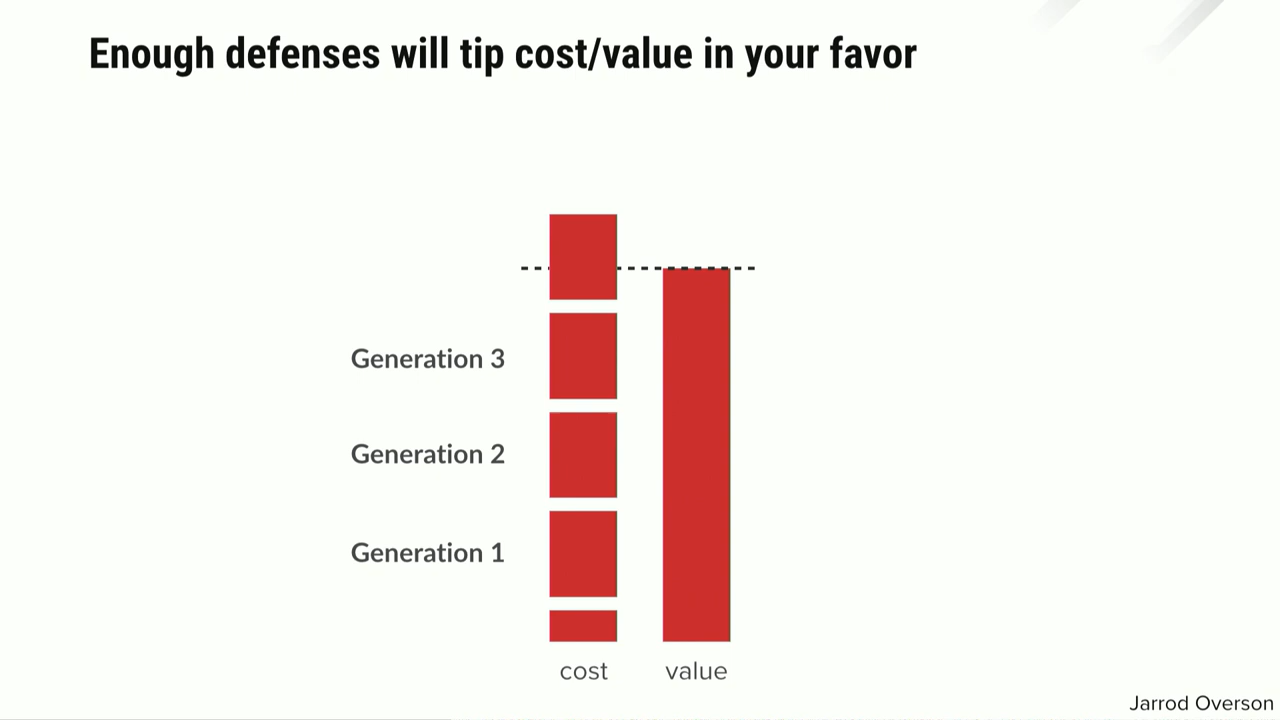 Enough defenses will tip cost/value in your favor
Generation 3
Generation 2
Generation 1
cost
value
Jarrod Overson